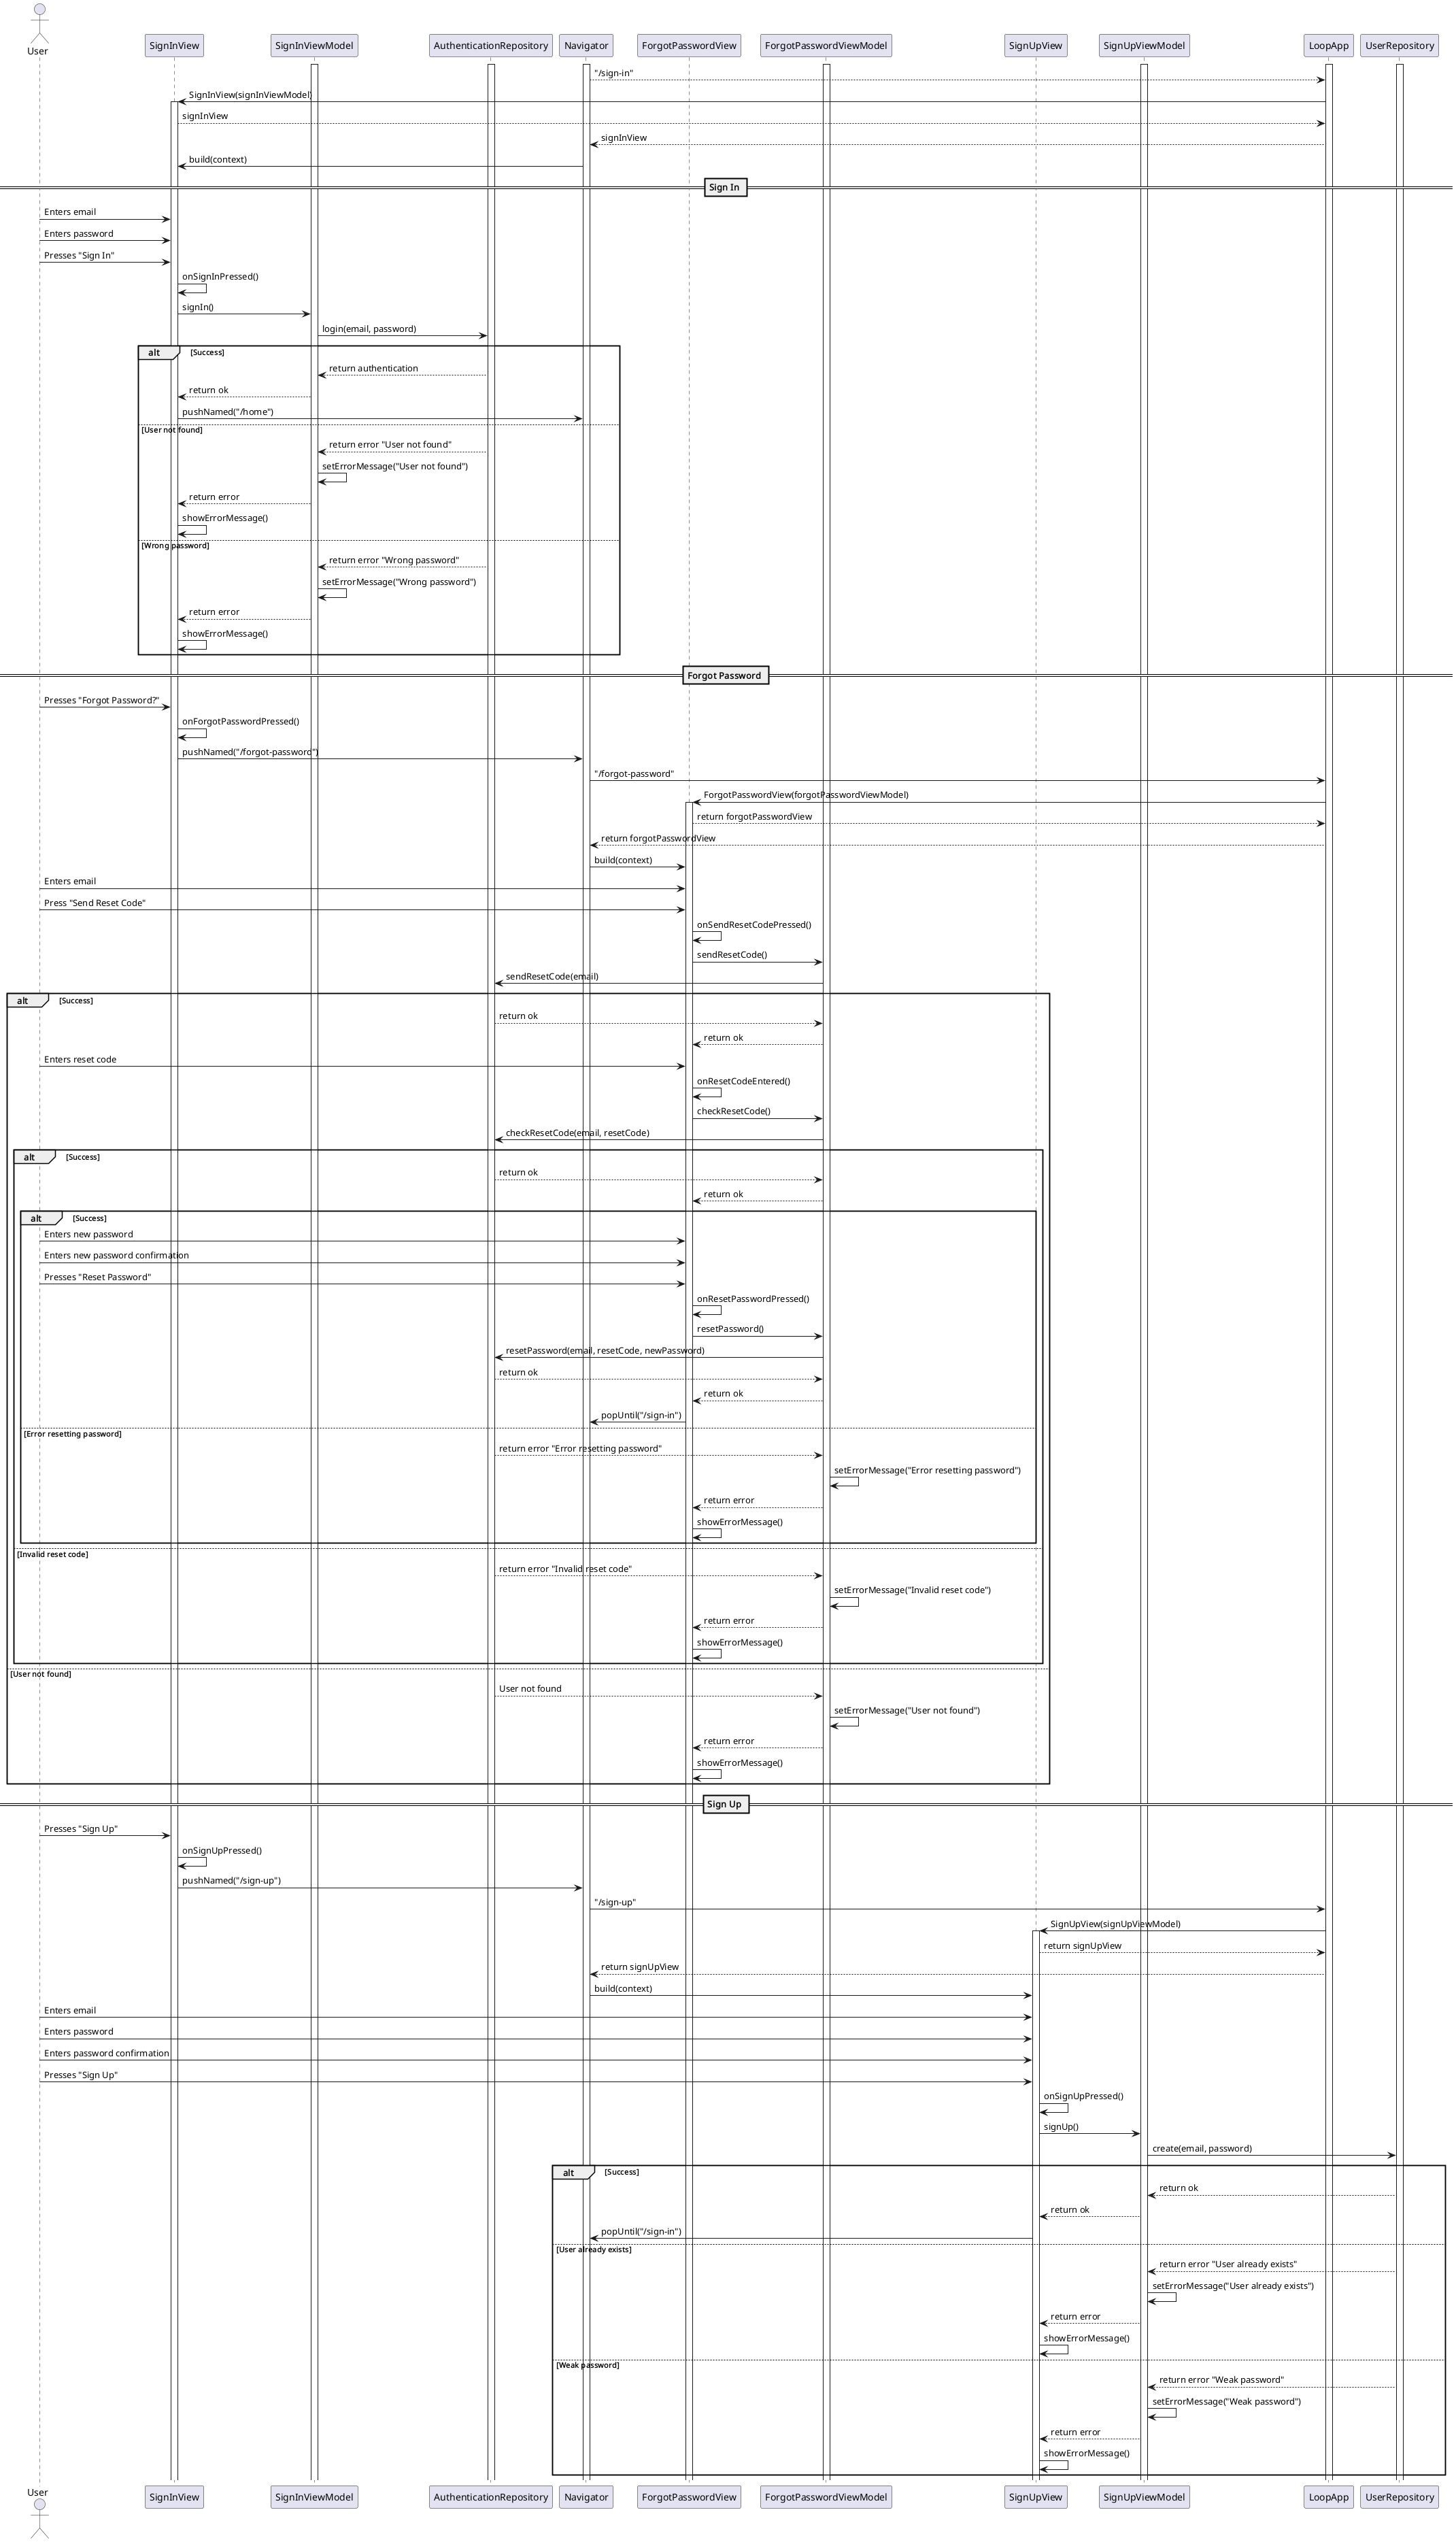 User
SignInView
SignInViewModel
AuthenticationRepository
Navigator
ForgotPasswordView
ForgotPasswordViewModel
SignUpView
SignUpViewModel
LoopApp
UserRepository
"/sign-in"
SignInView(signInViewModel)
signInView
signInView
build(context)
Sign In
Enters email
Enters password
Presses "Sign In"
onSignInPressed()
signIn()
login(email, password)
alt [Success]
return authentication
return ok
pushNamed("/home")
[User not found]
return error "User not found"
setErrorMessage("User not found")
return error
showErrorMessage()
[Wrong password]
return error "Wrong password"
setErrorMessage("Wrong password")
return error
showErrorMessage()
Forgot Password
Presses "Forgot Password?"
onForgotPasswordPressed()
pushNamed("/forgot-password")
"/forgot-password"
ForgotPasswordView(forgotPasswordViewModel)
return forgotPasswordView
return forgotPasswordView
build(context)
Enters email
Press "Send Reset Code"
onSendResetCodePressed()
sendResetCode()
sendResetCode(email)
alt [Success]
return ok
return ok
Enters reset code
onResetCodeEntered()
checkResetCode()
checkResetCode(email, resetCode)
alt [Success]
return ok
return ok
alt [Success]
Enters new password
Enters new password confirmation
Presses "Reset Password"
onResetPasswordPressed()
resetPassword()
resetPassword(email, resetCode, newPassword)
return ok
return ok
popUntil("/sign-in")
[Error resetting password]
return error "Error resetting password"
setErrorMessage("Error resetting password")
return error
showErrorMessage()
[Invalid reset code]
return error "Invalid reset code"
setErrorMessage("Invalid reset code")
return error
showErrorMessage()
[User not found]
User not found
setErrorMessage("User not found")
return error
showErrorMessage()
Sign Up
Presses "Sign Up"
onSignUpPressed()
pushNamed("/sign-up")
"/sign-up"
SignUpView(signUpViewModel)
return signUpView
return signUpView
build(context)
Enters email
Enters password
Enters password confirmation
Presses "Sign Up"
onSignUpPressed()
signUp()
create(email, password)
alt [Success]
return ok
return ok
popUntil("/sign-in")
[User already exists]
return error "User already exists"
setErrorMessage("User already exists")
return error
showErrorMessage()
[Weak password]
return error "Weak password"
setErrorMessage("Weak password")
return error
showErrorMessage()
User
SignInView
SignInViewModel
AuthenticationRepository
Navigator
ForgotPasswordView
ForgotPasswordViewModel
SignUpView
SignUpViewModel
LoopApp
UserRepository